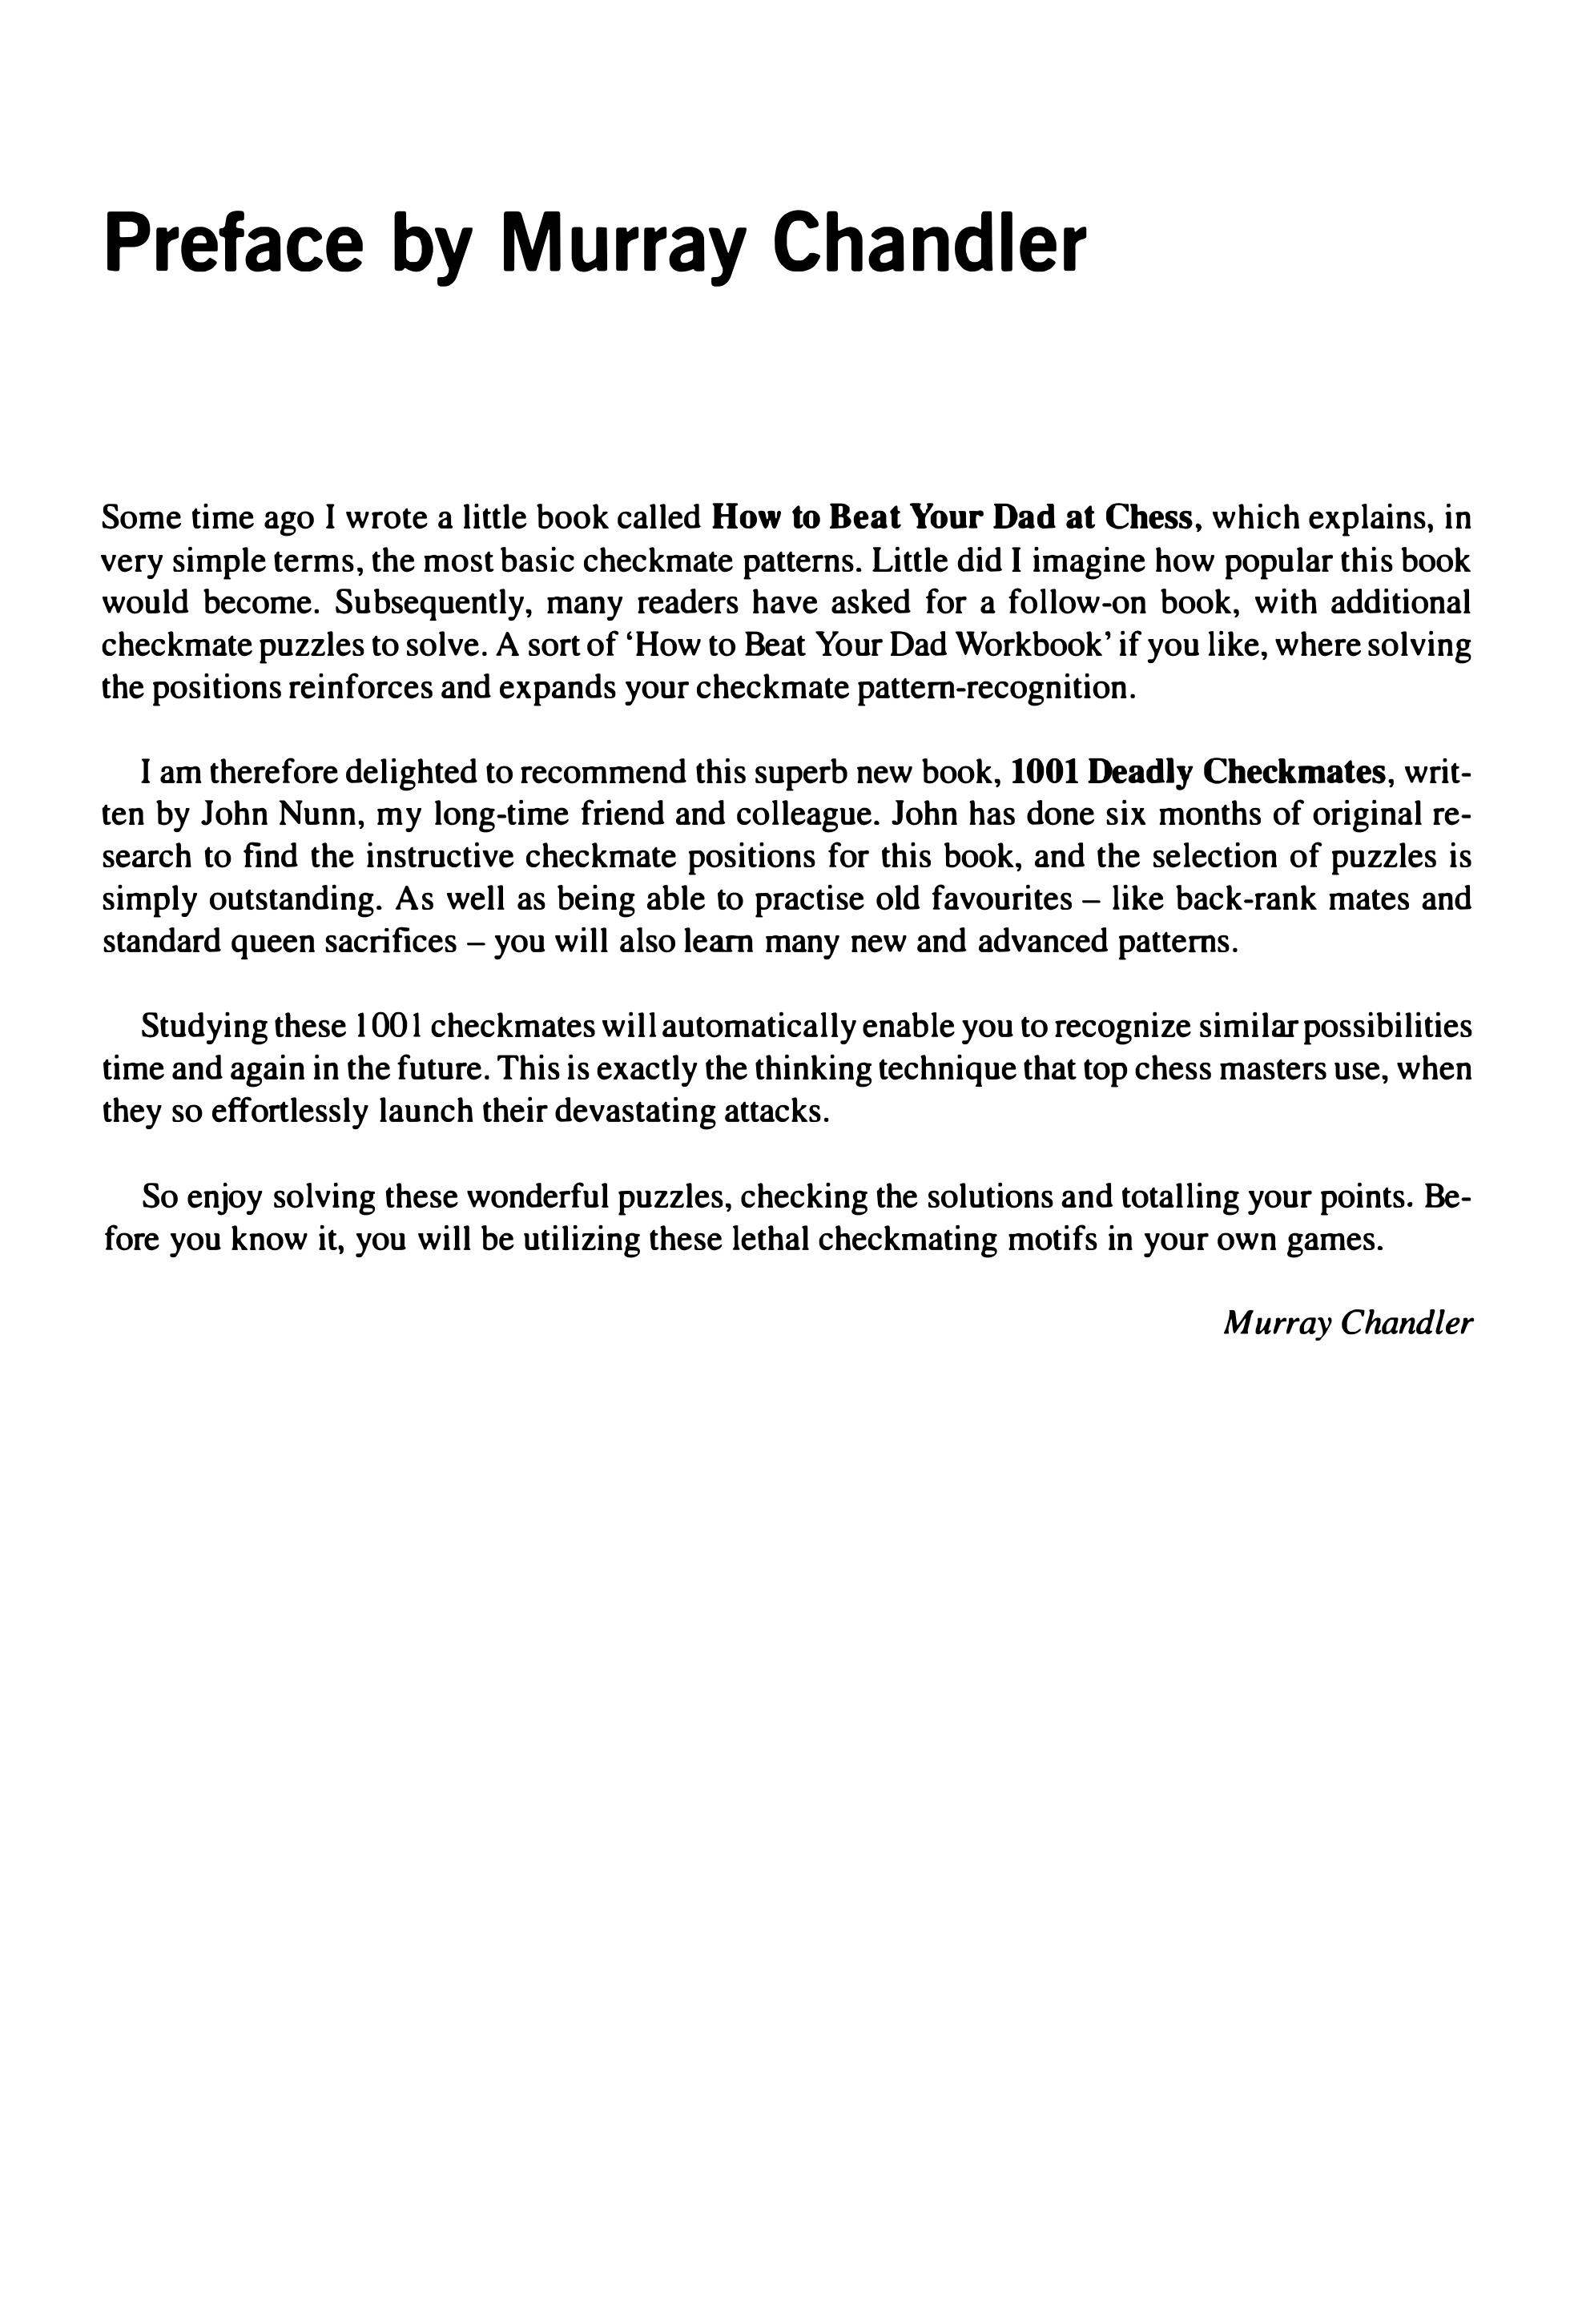 Preface by Murray Chandler
Some time ago I wrote a little book called How to Beat Your Dad at Chess, which explains, in
very simple terms, the most basic checkmate patterns. Little did I imagine how popular this book
would become. Subsequently, many readers have asked for a follow-on book, with additional
checkmate puzzles to solve. A sort of ‘How to Beat Your Dad Workbook’ if you like, where solving
the positions reinforces and expands your checkmate pattern-recognition.
I am therefore delighted to recommend this superb new book, 1001 Deadly Checkmates, writ-
ten by John Nunn, my long-time friend and colleague. John has done six months of original re-
search to find the instructive checkmate positions for this book, and the selection of puzzles is
simply outstanding. As well as being able to practise old favourites – like back-rank mates and
standard queen sacrifices – you will also learn many new and advanced patterns.
Studying these 1001 checkmates will automatically enable you to recognize similar possibilities
time and again in the future. This is exactly the thinking technique that top chess masters use, when
they so effortlessly launch their devastating attacks.
So enjoy solving these wonderful puzzles, checking the solutions and totalling your points. Be-
fore you know it, you will be utilizing these lethal checkmating motifs in your own games.
Murray Chandler